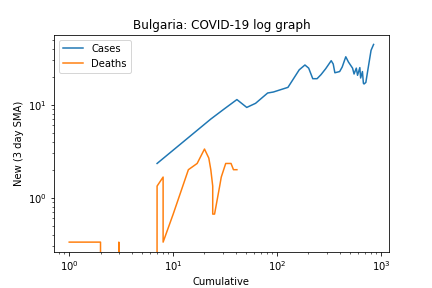 Bulgaria: COVID-19 log graph
Cases
Deaths
New (3 day SMA)
10¹
10⁰
10⁰ 10¹ 10² 10³
Cumulative